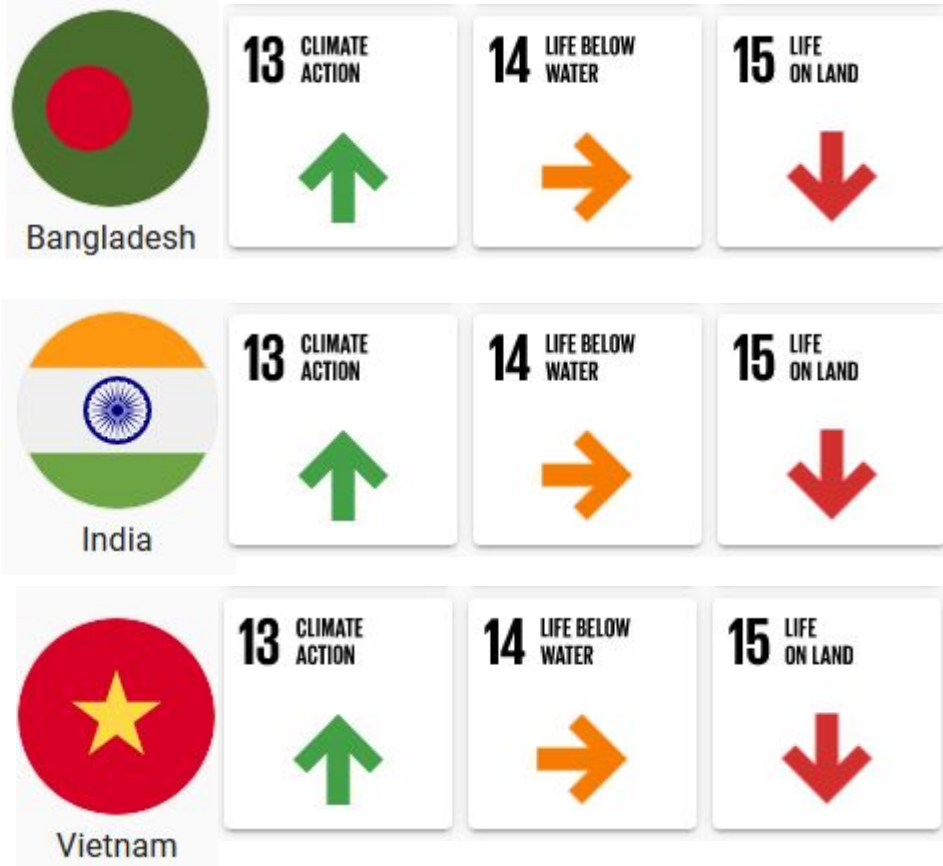 13 CLIMATE ACTION
14 LIFE BELOW WATER
15 LIFE ON LAND
Bangladesh
13 CLIMATE ACTION
14 LIFE BELOW WATER
15 LIFE ON LAND
India
13 CLIMATE ACTION
14 LIFE BELOW WATER
15 LIFE ON LAND
Vietnam